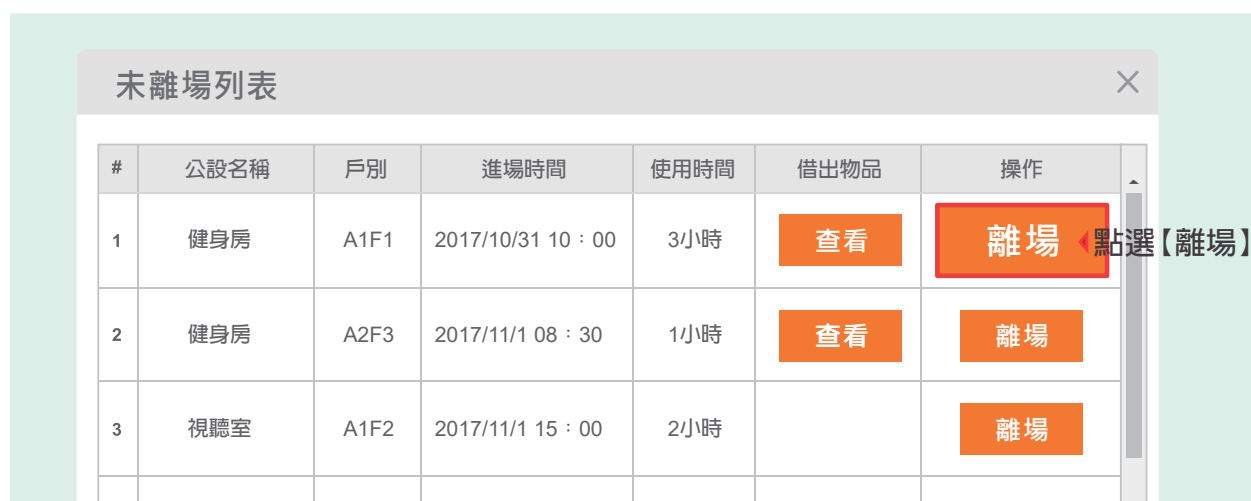 未離場列表
# 公設名稱 戶別 進場時間 使用時間 借出物品 操作
1 健身房 A1F1 2017/10/31 10：00 3小時 查看 離場 點選【離場】
2 健身房 A2F3 2017/11/1 08：30 1小時 查看 離場
3 視聽室 A1F2 2017/11/1 15：00 2小時 離場